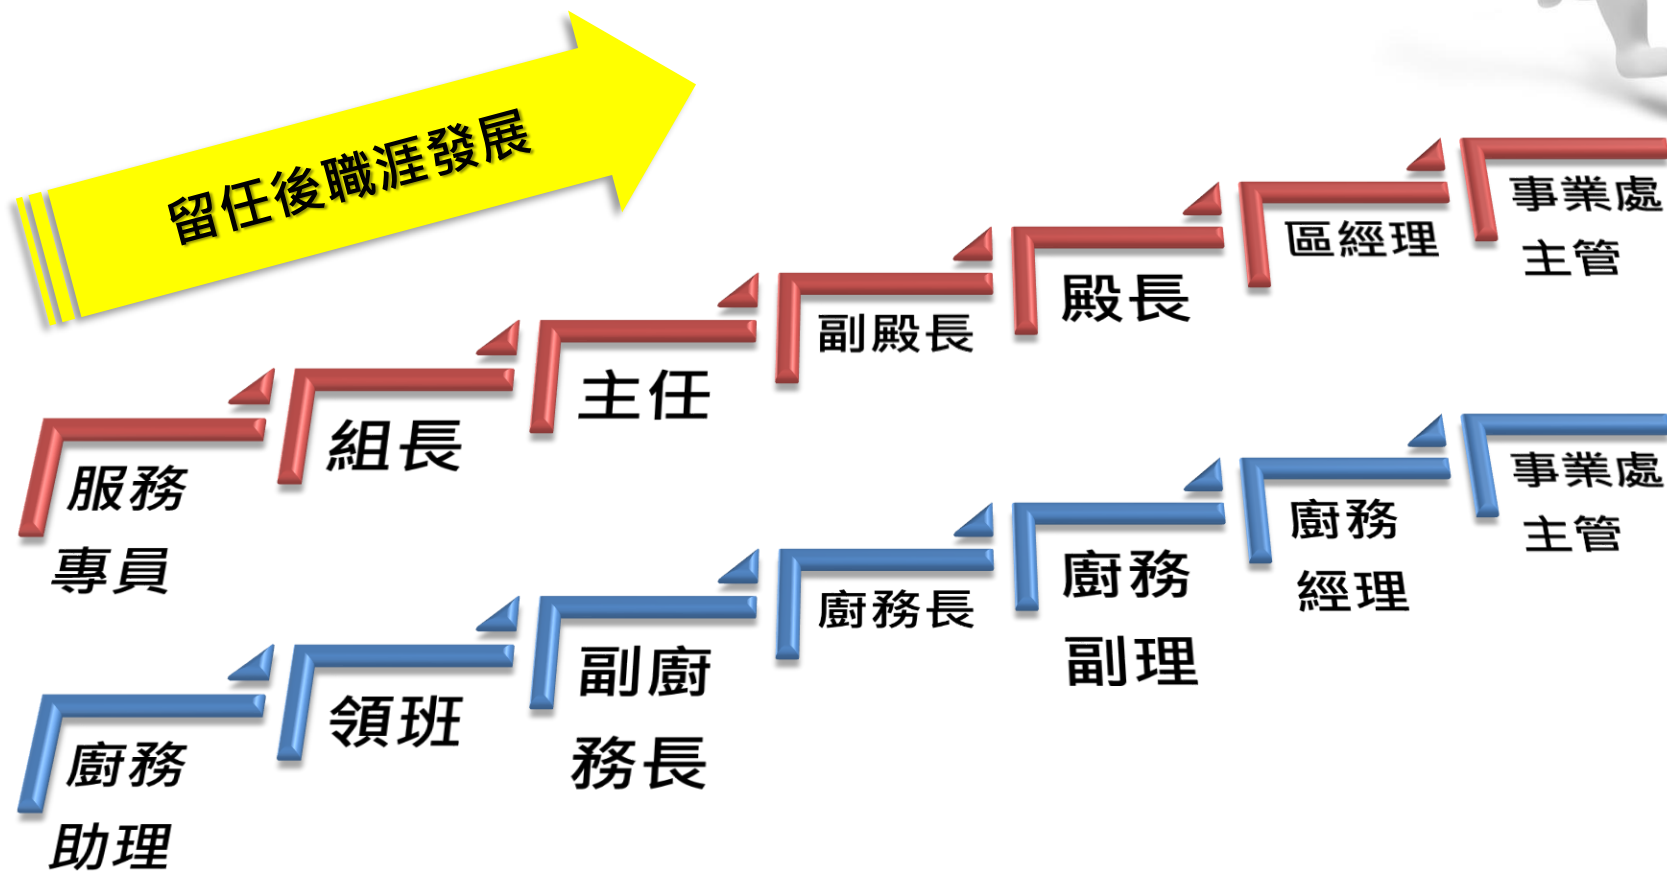 留任後職涯發展
服務
專員
組長
主任
副殿長
殿長
區經理
事業處
主管
廚務
助理
領班
副廚
務長
廚務長
廚務
副理
廚務
經理
事業處
主管